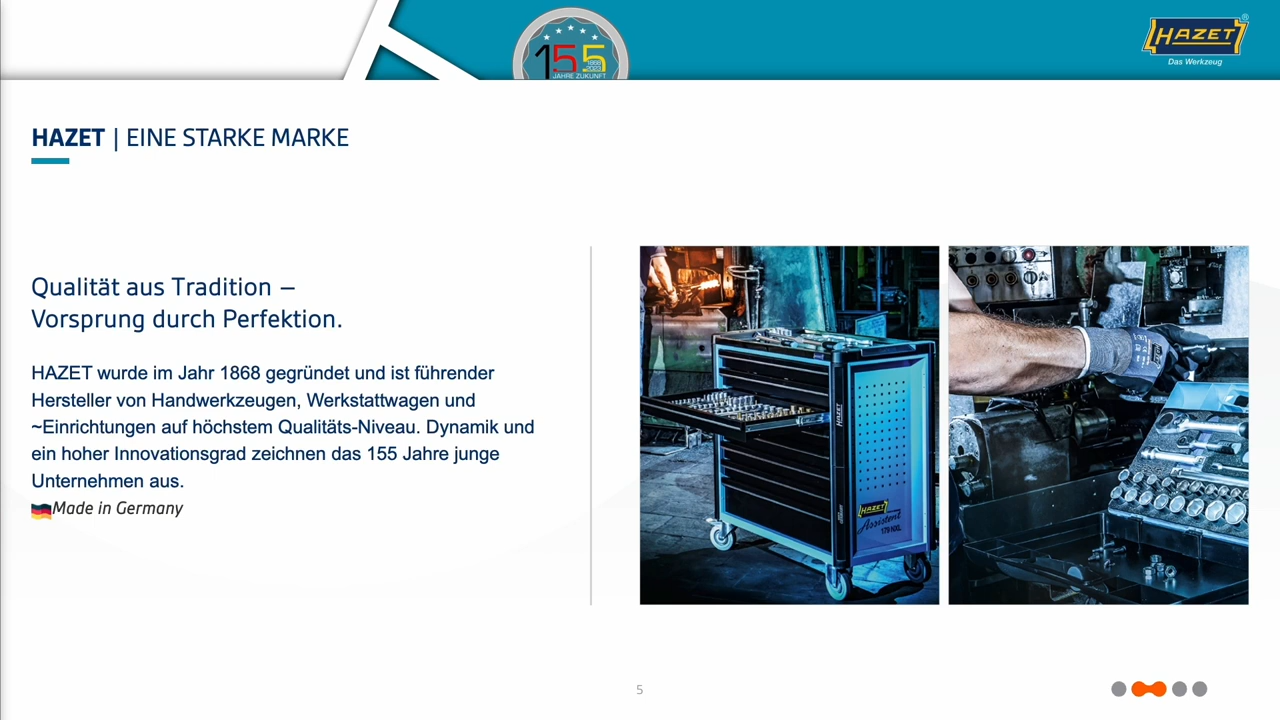 155
1868
2023
JAHRE ZUKUNFT
HAZET®
Das Werkzeug
HAZET | EINE STARKE MARKE
Qualität aus Tradition –
Vorsprung durch Perfektion.
HAZET wurde im Jahr 1868 gegründet und ist führender
Hersteller von Handwerkzeugen, Werkstattwagen und
~Einrichtungen auf höchstem Qualitäts-Niveau. Dynamik und
ein hoher Innovationsgrad zeichnen das 155 Jahre junge
Unternehmen aus.
Made in Germany
HAZET
HAZET
Assistent
179 NXL
5